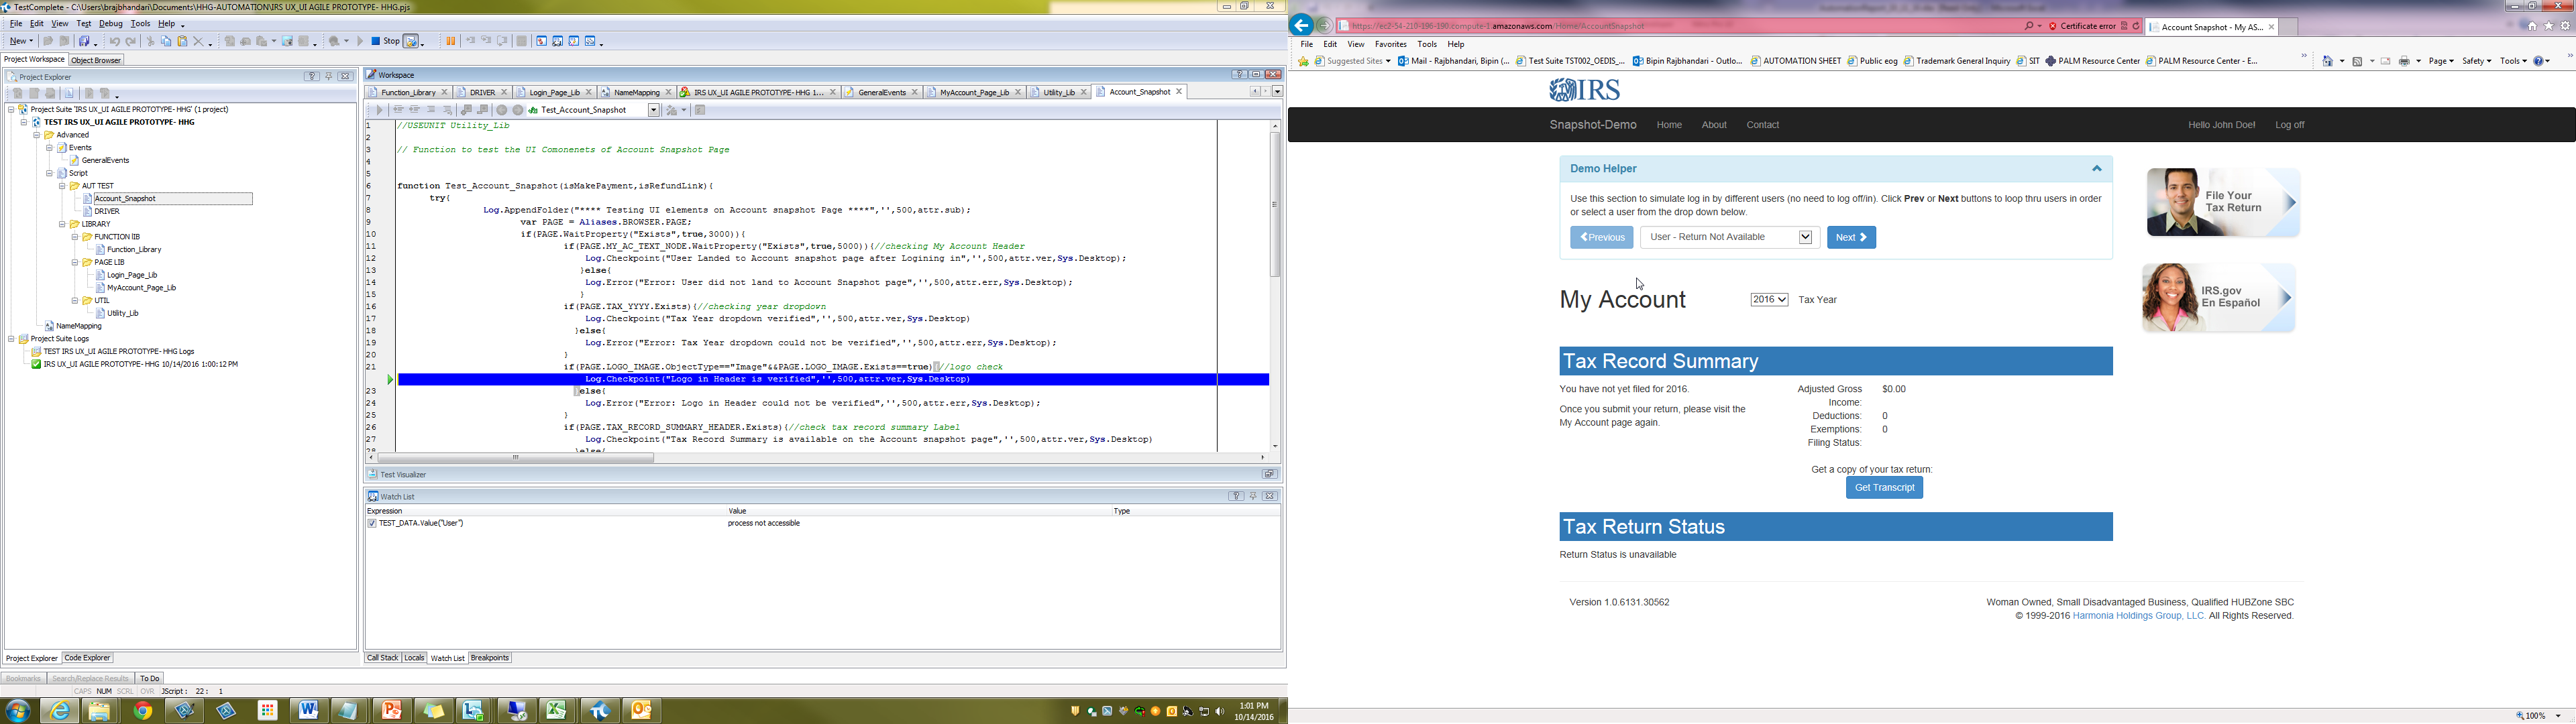 TestComplete - C:\Users\brajbhandari\Documents\HHG-AUTOMATION\IRS UX_UI AGILE PROTOTYPE- HHG.pjs
File Edit View Test Debug Tools Help
New Stop
Project Workspace Object Browser
Project Explorer
Project Suite 'IRS UX_UI AGILE PROTOTYPE-HHG' (1 project)
TEST IRS UX_UI AGILE PROTOTYPE- HHG
Advanced
Events
GeneralEvents
Script
AUT TEST
Account_Snapshot
DRIVER
LIBRARY
FUNCTION lIB
Function_Library
PAGE LIB
Login_Page_Lib
MyAccount_Page_Lib
UTIL
Utility_Lib
NameMapping
Project Suite Logs
TEST IRS UX_UI AGILE PROTOTYPE- HHG Logs
IRS UX_UI AGILE PROTOTYPE- HHG 10/14/2016 1:00:12 PM
Project Explorer Code Explorer
Bookmarks Search/Replace Results To Do
CAPS NUM SCRL OVR JScript: 22: 1
Workspace
Function_Library DRIVER Login_Page_Lib NameMapping IRS UX_UI AGILE PROTOTYPE- HHG 1... GeneralEvents MyAccount_Page_Lib Utility_Lib Account_Snapshot
Test_Account_Snapshot
1 //USEUNIT Utility_Lib
2
3 // Function to test the UI Comonenets of Account Snapshot Page
4
5
6 function Test_Account_Snapshot(isMakePayment,isRefundLink){
7 try{
8 Log.AppendFolder("**** Testing UI elements on Account snapshot Page ****",'',500,attr.sub);
9 var PAGE = Aliases.BROWSER.PAGE;
10 if(PAGE.WaitProperty("Exists",true,3000)){
11 if(PAGE.MY_AC_TEXT_NODE.WaitProperty("Exists",true,5000)){//checking My Account Header
12 Log.Checkpoint("User Landed to Account snapshot page after Logining in",'',500,attr.ver,Sys.Desktop);
13 }else{
14 Log.Error("Error: User did not land to Account Snapshot page",'',500,attr.err,Sys.Desktop);
15 }
16 if(PAGE.TAX_YYYY.Exists){//checking year dropdown
17 Log.Checkpoint("Tax Year dropdown verified",'',500,attr.ver,Sys.Desktop)
18 }else{
19 Log.Error("Error: Tax Year dropdown could not be verified",'',500,attr.err,Sys.Desktop);
20 }
21 if(PAGE.LOGO_IMAGE.ObjectType=="Image"&&PAGE.LOGO_IMAGE.Exists==true){//logo check
Log.Checkpoint("Logo in Header is verified",'',500,attr.ver,Sys.Desktop)
23 }else{
24 Log.Error("Error: Logo in Header could not be verified",'',500,attr.err,Sys.Desktop);
25 }
26 if(PAGE.TAX_RECORD_SUMMARY_HEADER.Exists){//check tax record summary Label
27 Log.Checkpoint("Tax Record Summary is available on the Account snapshot page",'',500,attr.ver,Sys.Desktop)
28 }else{
Test Visualizer
Watch List
Expression Value Type
TEST_DATA.Value("User") process not accessible
Call Stack Locals Watch List Breakpoints
1:01 PM
10/14/2016
https://ec2-54-210-196-190.compute-1.amazonaws.com/Home/AccountSnapshot Certificate error Account Snapshot - My AS...
File Edit View Favorites Tools Help
Suggested Sites Mail - Rajbhandari, Bipin (... Test Suite TST002_OEDIS_... Bipin Rajbhandari - Outlo... AUTOMATION SHEET Public eog Trademark General Inquiry SIT PALM Resource Center PALM Resource Center - E... Page Safety Tools
IRS
Snapshot-Demo Home About Contact Hello John Doe! Log off
Demo Helper
Use this section to simulate log in by different users (no need to log off/in). Click Prev or Next buttons to loop thru users in order
or select a user from the drop down below.
Previous User - Return Not Available Next
File Your
Tax Return
IRS.gov
En Español
My Account 2016 Tax Year
Tax Record Summary
You have not yet filed for 2016.
Once you submit your return, please visit the
My Account page again.
Adjusted Gross $0.00
Income:
Deductions: 0
Exemptions: 0
Filing Status:
Get a copy of your tax return:
Get Transcript
Tax Return Status
Return Status is unavailable
Version 1.0.6131.30562
Woman Owned, Small Disadvantaged Business, Qualified HUBZone SBC
© 1999-2016 Harmonia Holdings Group, LLC. All Rights Reserved.
100%